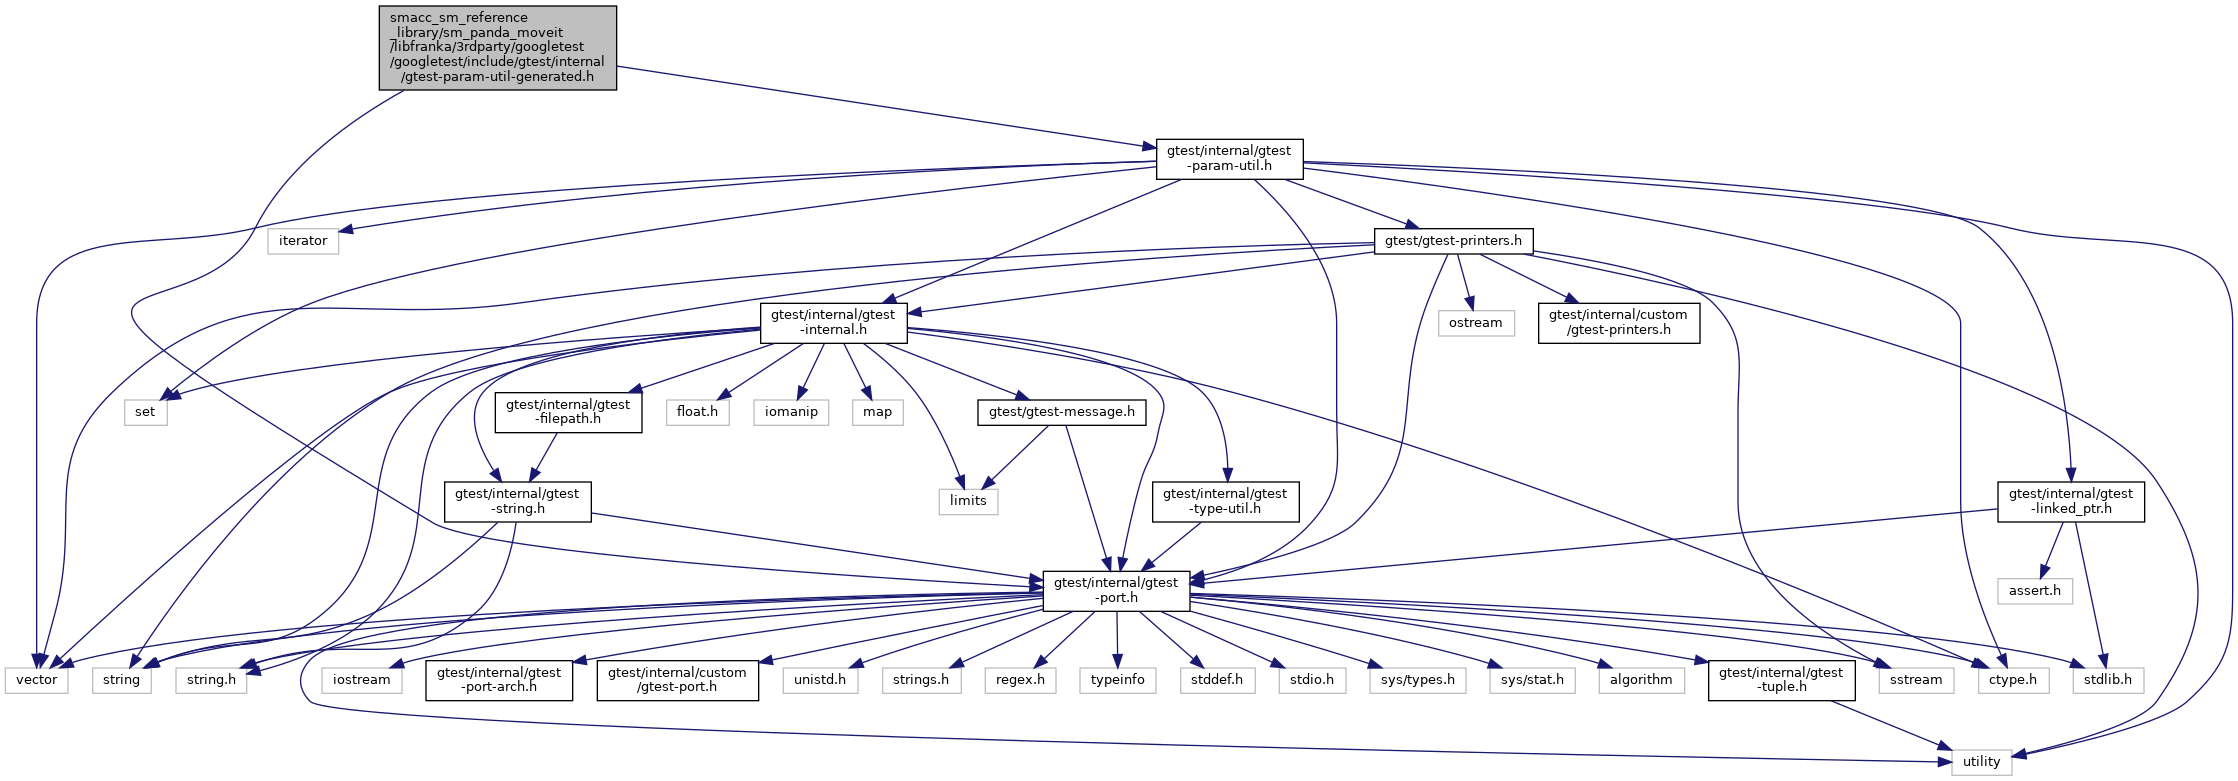 smacc_sm_reference
_library/sm_panda_moveit
/libfranka/3rdparty/googletest
/googletest/include/gtest/internal
/gtest-param-util-generated.h
gtest/internal/gtest
-param-util.h
iterator
gtest/gtest-printers.h
gtest/internal/gtest
-internal.h
ostream
gtest/internal/custom
/gtest-printers.h
set
gtest/internal/gtest
-filepath.h
float.h
iomanip
map
gtest/gtest-message.h
gtest/internal/gtest
-string.h
limits
gtest/internal/gtest
-type-util.h
gtest/internal/gtest
-linked_ptr.h
gtest/internal/gtest
-port.h
assert.h
vector
string
string.h
iostream
gtest/internal/gtest
-port-arch.h
gtest/internal/custom
/gtest-port.h
unistd.h
strings.h
regex.h
typeinfo
stddef.h
stdio.h
sys/types.h
sys/stat.h
algorithm
gtest/internal/gtest
-tuple.h
sstream
ctype.h
stdlib.h
utility